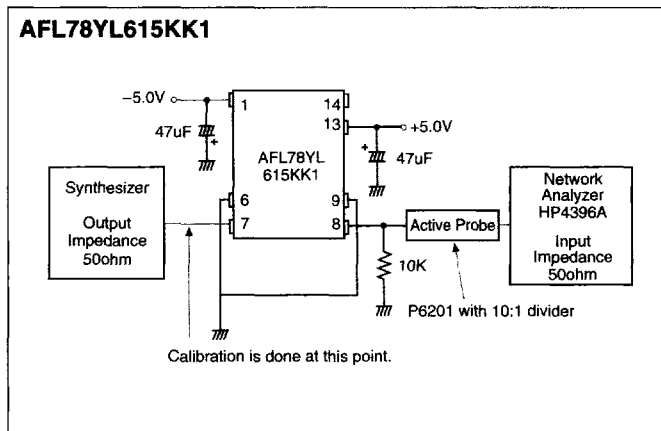 AFL78YL615KK1
−5.0V
1
14
13
+5.0V
47uF
+
+
47uF
AFL78YL
615KK1
Synthesizer
Output
Impedance
50ohm
6
7
9
8
Active Probe
Network
Analyzer
HP4396A
Input
Impedance
50ohm
10K
P6201 with 10:1 divider
Calibration is done at this point.